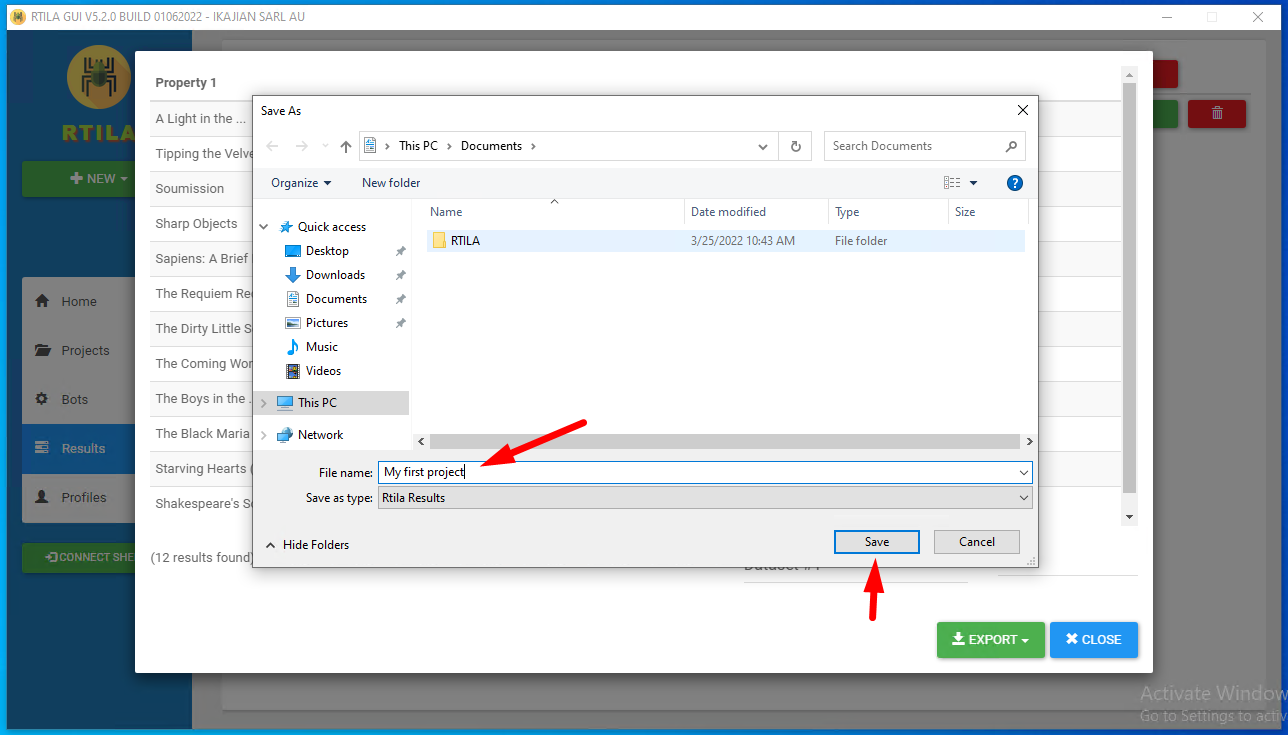 RTILA GUI V5.2.0 BUILD 01062022 - IKAJIAN SARL AU
RTILA
NEW
Home
Projects
Bots
Results
Profiles
CONNECT SHE
Property 1
A Light in the ...
Tipping the Velve
Soumission
Sharp Objects
Sapiens: A Brief
The Requiem Re
The Dirty Little S
The Coming Wor
The Boys in the .
The Black Maria
Starving Hearts (
Shakespeare's S
(12 results found)
Save As
This PC › Documents ›
Search Documents
Organize
New folder
?
Quick access
Desktop
Downloads
Documents
Pictures
Music
Videos
This PC
Network
Name Date modified Type Size
RTILA 3/25/2022 10:43 AM File folder
File name: My first project
Save as type: Rtila Results
Hide Folders
Save
Cancel
EXPORT
CLOSE
Activate Window
Go to Settings to activ